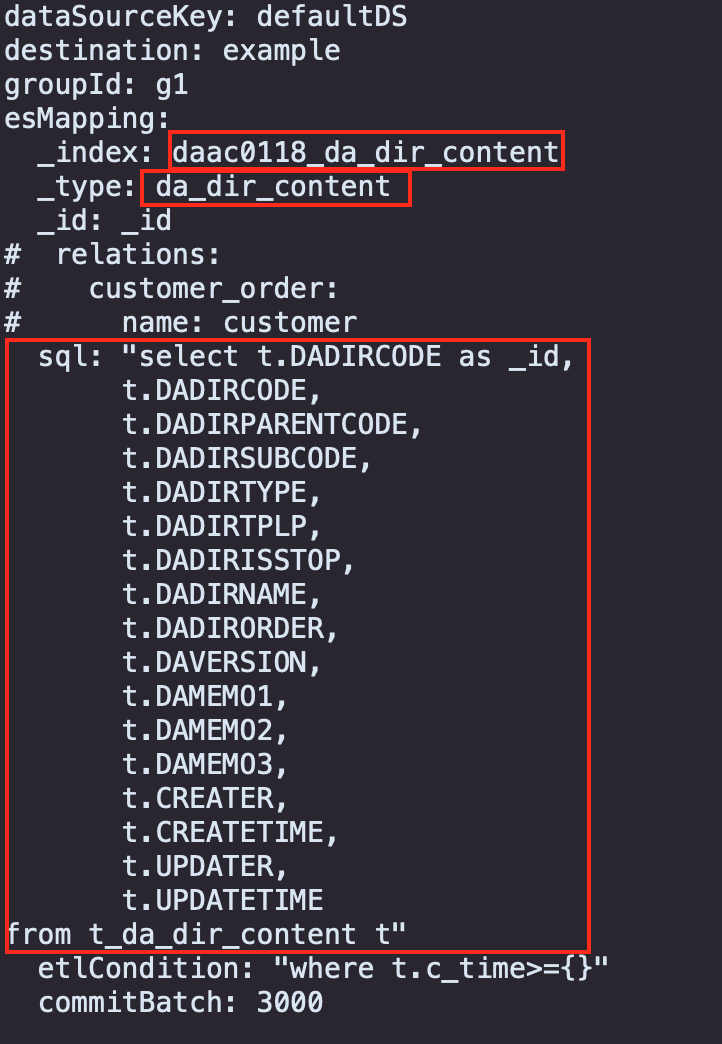 dataSourceKey: defaultDS
destination: example
groupId: g1
esMapping:
  _index: daac0118_da_dir_content
  _type: da_dir_content
  _id: _id
#  relations:
#    customer_order:
#      name: customer
  sql: "select t.DADIRCODE as _id,
       t.DADIRCODE,
       t.DADIRPARENTCODE,
       t.DADIRSUBCODE,
       t.DADIRTYPE,
       t.DADIRTPLP,
       t.DADIRISSTOP,
       t.DADIRNAME,
       t.DADIRORDER,
       t.DAVERSION,
       t.DAMEMO1,
       t.DAMEMO2,
       t.DAMEMO3,
       t.CREATER,
       t.CREATETIME,
       t.UPDATER,
       t.UPDATETIME
from t_da_dir_content t"
  etlCondition: "where t.c_time>={}"
  commitBatch: 3000